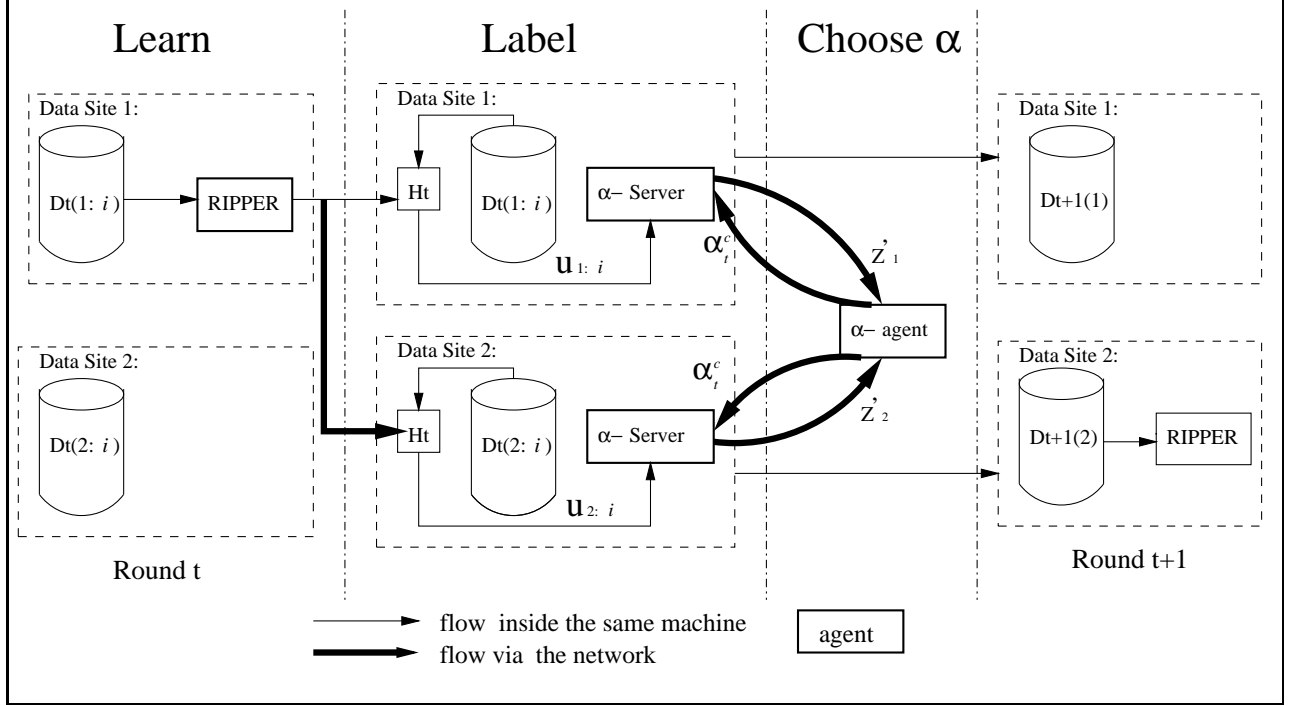 Learn
Label
Choose α
Data Site 1:
Dt(1: i)
RIPPER
Data Site 1:
Ht
Dt(1: i)
α− Server
u 1: i
α t c
Z' 1
Data Site 1:
Dt+1(1)
α− agent
Data Site 2:
Dt(2: i)
Data Site 2:
Ht
Dt(2: i)
α− Server
u 2: i
α t c
Z' 2
Data Site 2:
Dt+1(2)
RIPPER
Round t
Round t+1
flow inside the same machine
flow via the network
agent